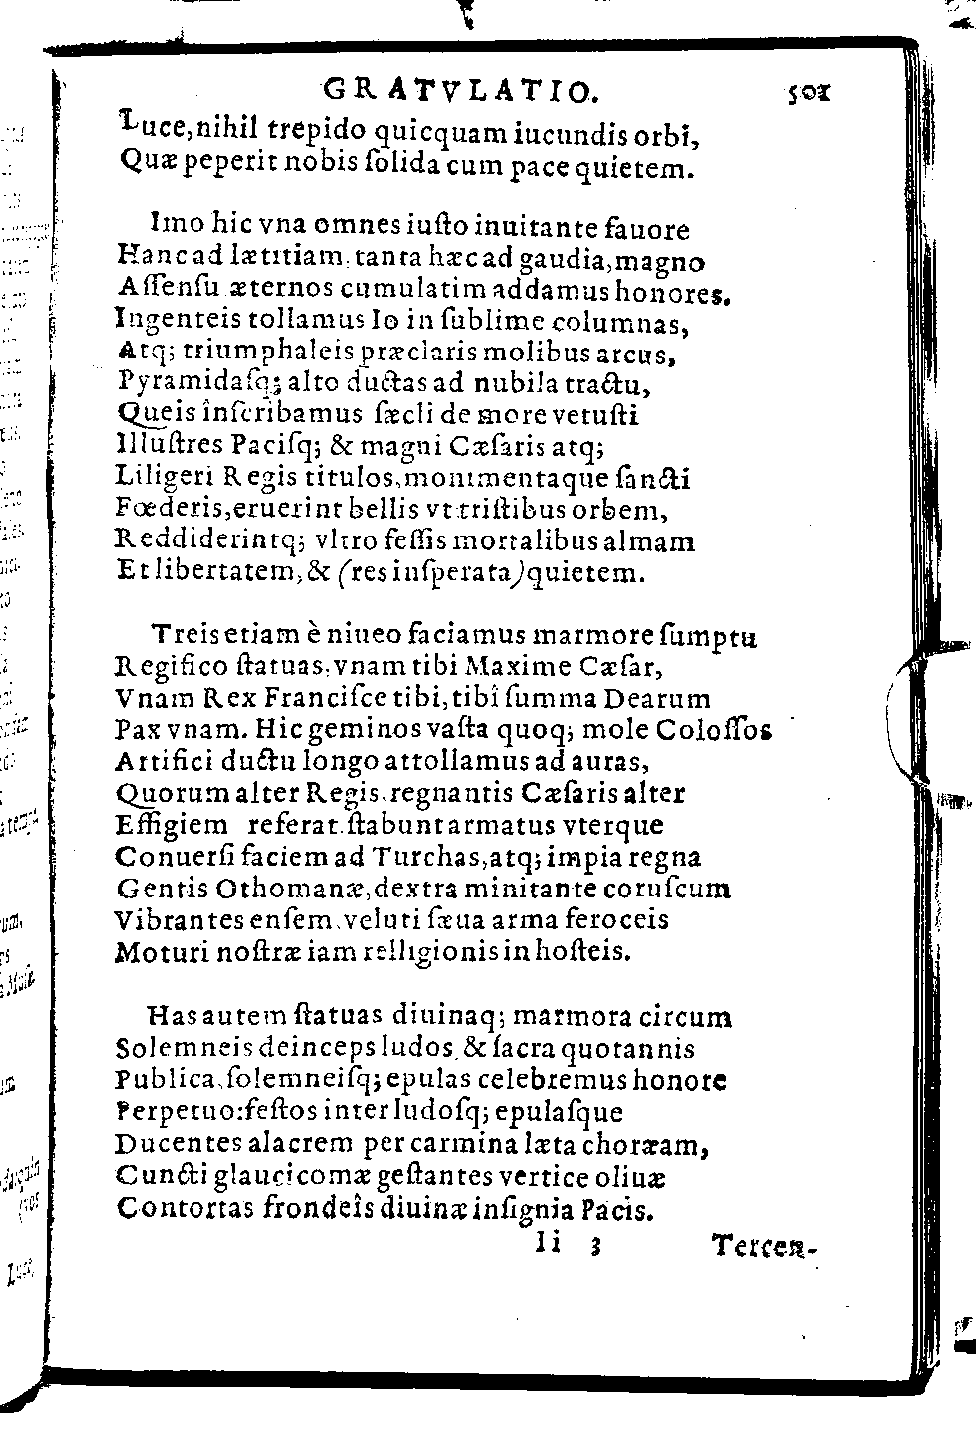 GRATVLATIO. 501
Luce, nihil trepido quicquam iucundis orbi,
Quæ peperit nobis ſolida cum pace quietem.
Imo hic vna omnes iuſto inuitante fauore
Hanc ad lætitiam, tanta hæc ad gaudia, magno
Aſſenſu æternos cumulatim addamus honores.
Ingenteis tollamus Io in ſublime columnas,
Atq; triumphaleis præclaris molibus arcus,
Pyramidaſq; alto ductas ad nubila tractu,
Queis inſcribamus ſæcli de more vetuſti
Illuſtres Paciſq; & magni Cæſaris atq;
Liligeri Regis titulos, monimentaque ſancti
Fœderis, eruerint bellis vt triſtibus orbem,
Reddiderintq; vltro feſſis mortalibus almam
Et libertatem, & (res inſperata) quietem.
Treis etiam è niueo faciamus marmore ſumptu
Regifico ſtatuas, vnam tibi Maxime Cæſar,
Vnam Rex Franciſce tibi, tibi ſumma Dearum
Pax vnam. Hic geminos vaſta quoq; mole Coloſſos
Artifici ductu longo attollamus ad auras,
Quorum alter Regis, regnantis Cæſaris alter
Effigiem referat. ſtabunt armatus vterque
Conuerſi faciem ad Turchas, atq; impia regna
Gentis Othomanæ, dextra minitante coruſcum
Vibrantes enſem, veluti ſæua arma feroceis
Moturi noſtræ iam relligionis in hoſteis.
Has autem ſtatuas diuinaq; marmora circum
Solemneis deinceps ludos, & ſacra quotannis
Publica, ſolemneiſq; epulas celebremus honore
Perpetuo: feſtos inter ludoſq; epulaſque
Ducentes alacrem per carmina læta choræam,
Cuncti glaucicomæ geſtantes vertice oliuæ
Contortas frondeis diuinæ inſignia Pacis.
Ii 3 Tercen-